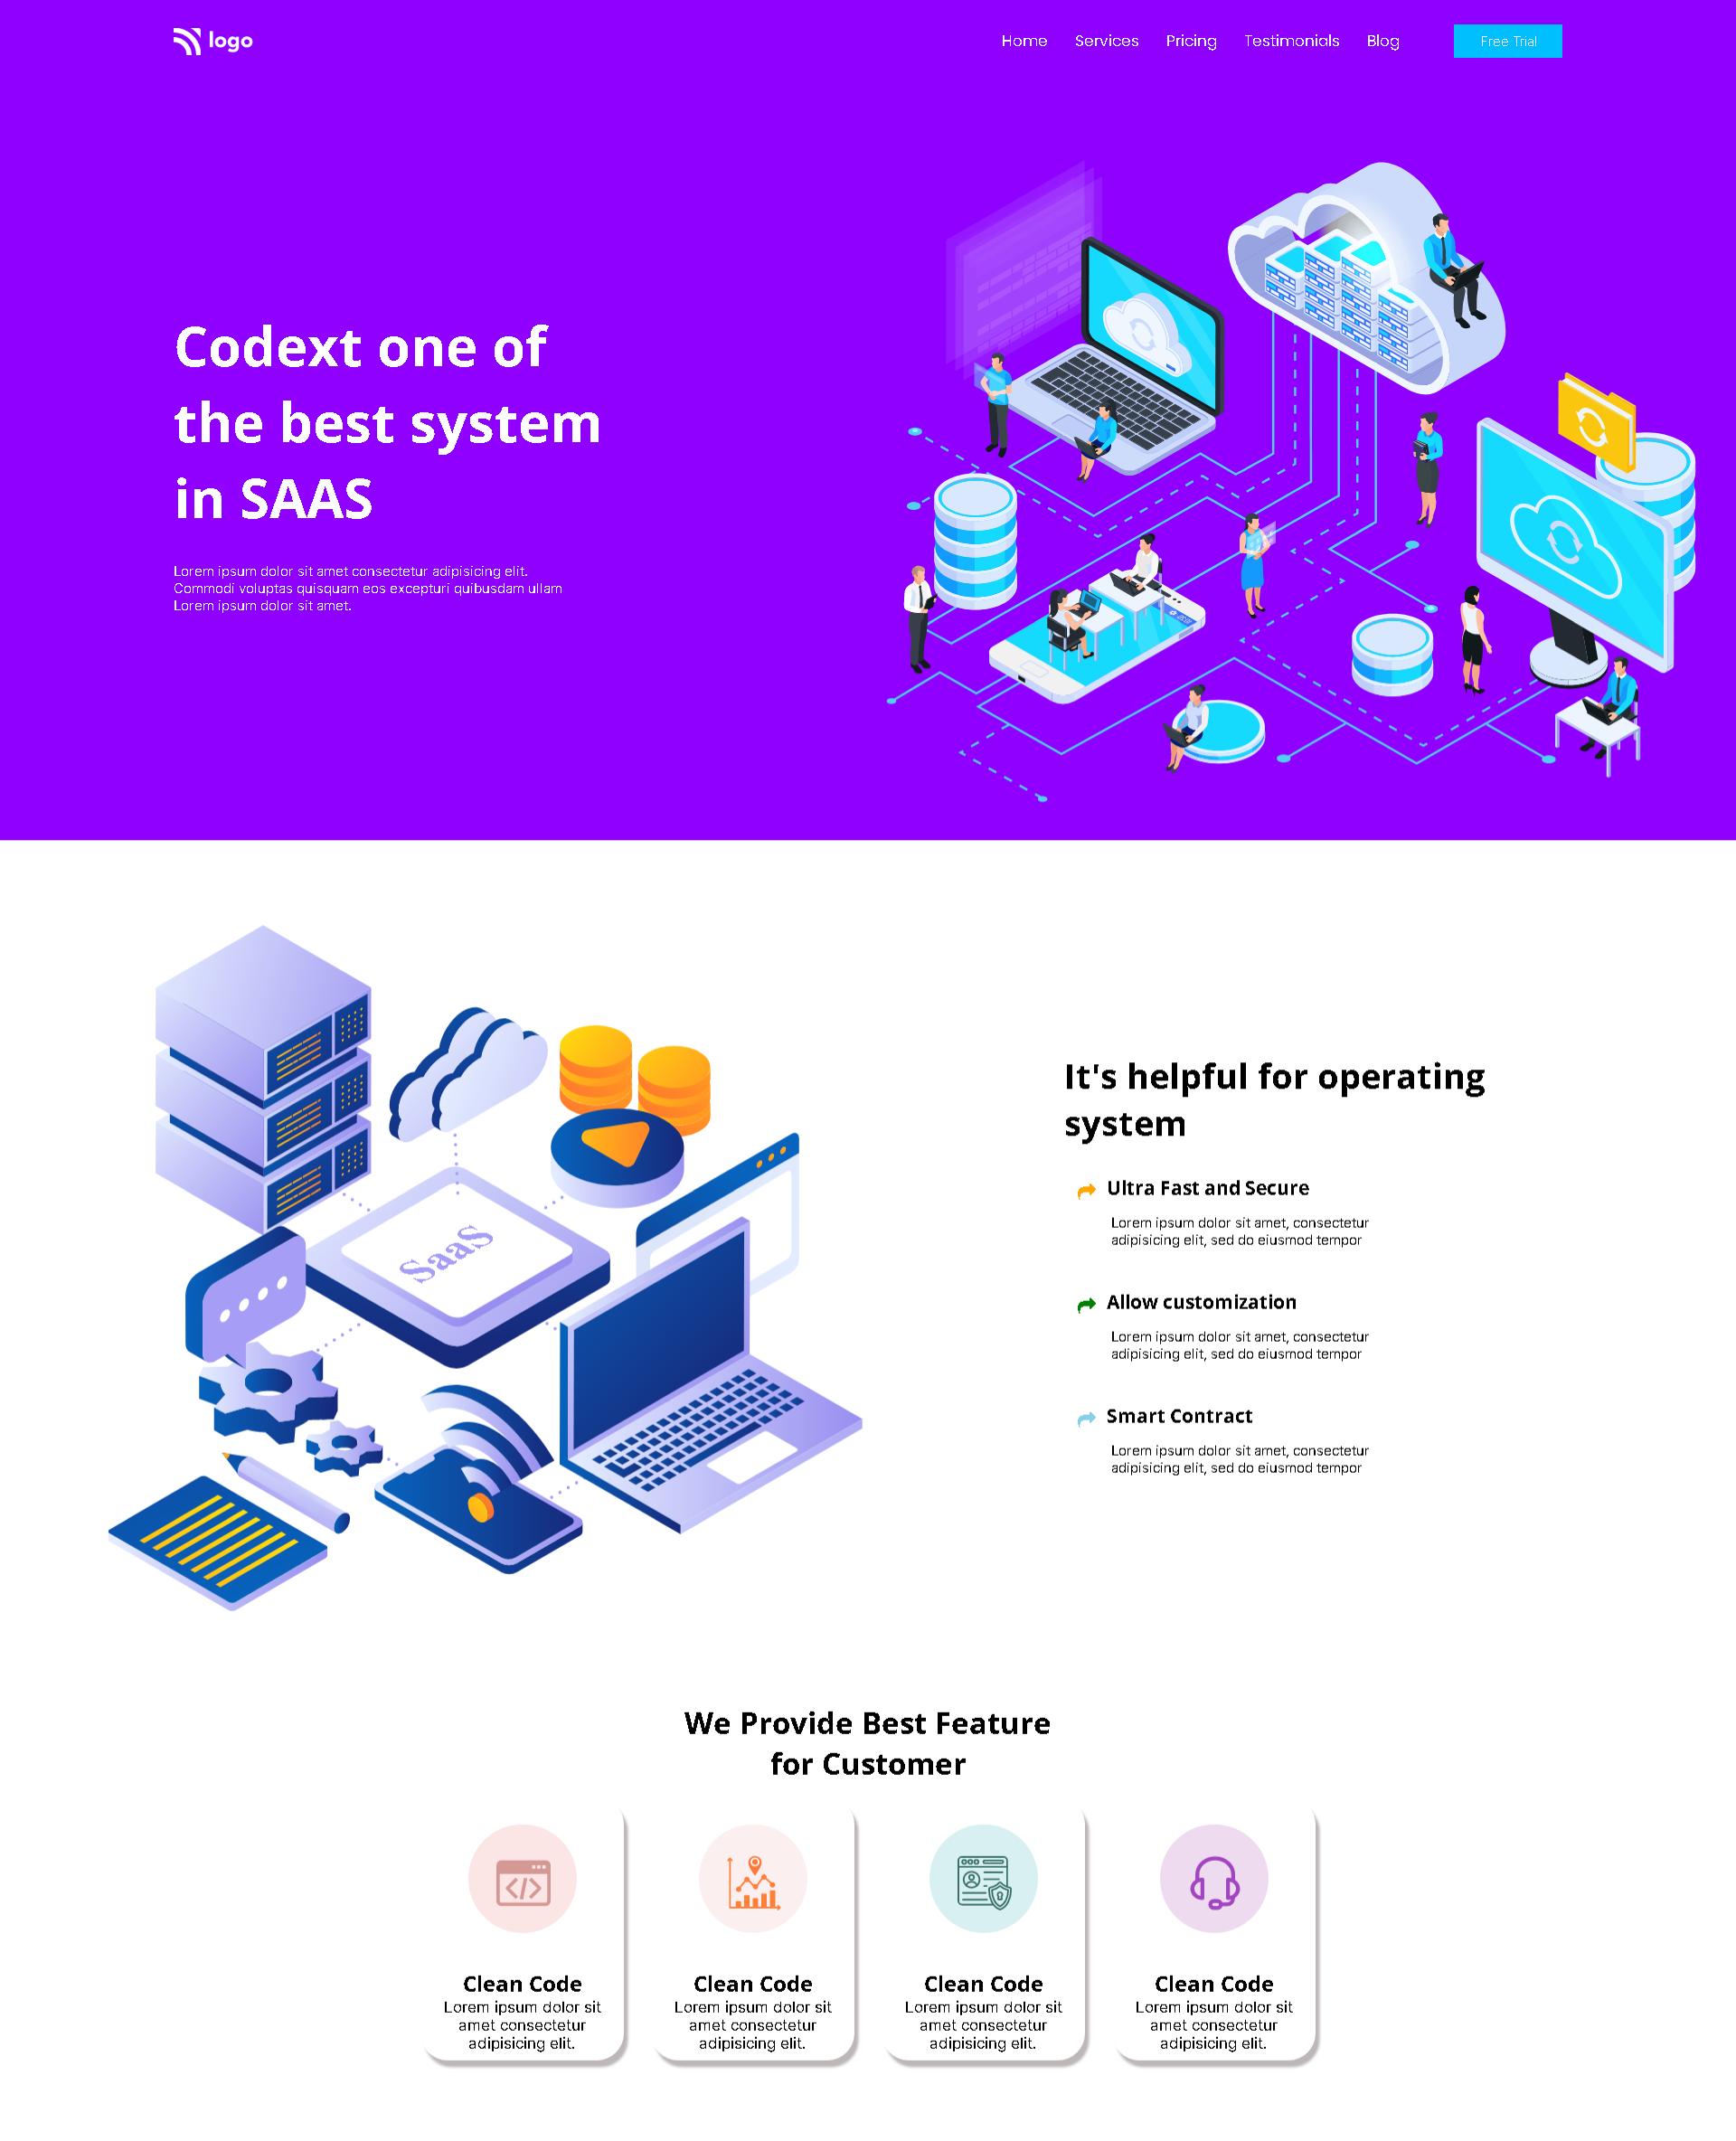 logo
Home Services Pricing Testimonials Blog Free Trial
Codext one of
the best system
in SAAS
Lorem ipsum dolor sit amet consectetur adipisicing elit.
Commodi voluptas quisquam eos excepturi quibusdam ullam
Lorem ipsum dolor sit amet.
SaaS
It's helpful for operating
system
Ultra Fast and Secure
Lorem ipsum dolor sit amet, consectetur
adipisicing elit, sed do eiusmod tempor
Allow customization
Lorem ipsum dolor sit amet, consectetur
adipisicing elit, sed do eiusmod tempor
Smart Contract
Lorem ipsum dolor sit amet, consectetur
adipisicing elit, sed do eiusmod tempor
We Provide Best Feature
for Customer
Clean Code
Lorem ipsum dolor sit
amet consectetur
adipisicing elit.
Clean Code
Lorem ipsum dolor sit
amet consectetur
adipisicing elit.
Clean Code
Lorem ipsum dolor sit
amet consectetur
adipisicing elit.
Clean Code
Lorem ipsum dolor sit
amet consectetur
adipisicing elit.